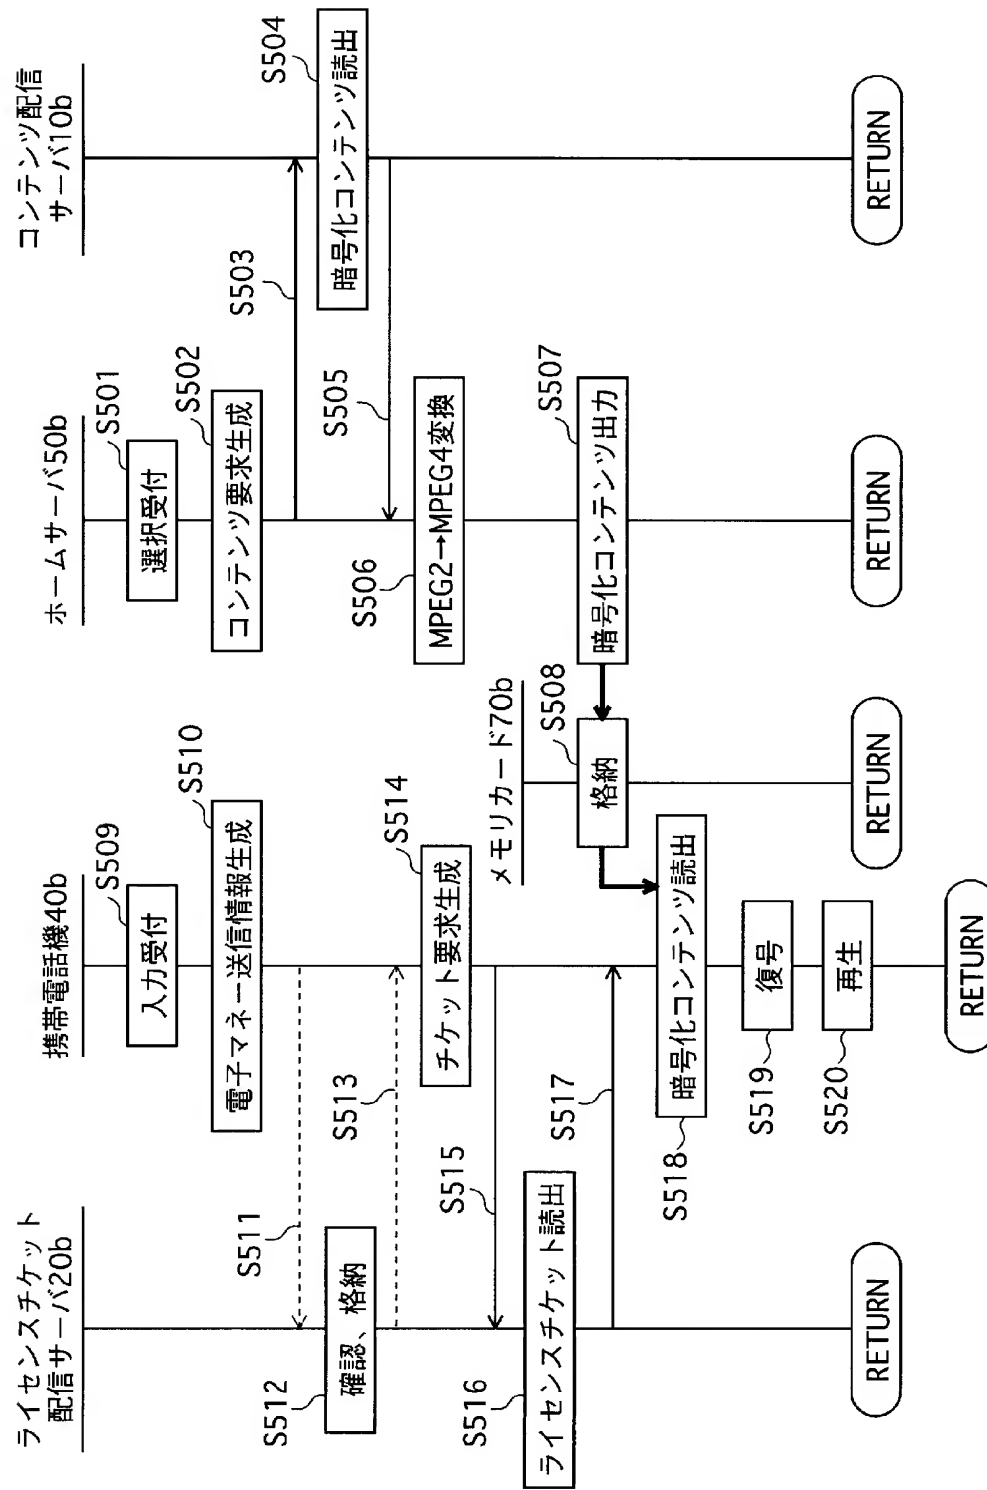 ライセンスチケット
配信サーバ20b
携帯電話機40b
ホームサーバ50b
コンテンツ配信
サーバ10b
メモリカード70b
S501
選択受付
S502
コンテンツ要求生成
S503
S504
暗号化コンテンツ読出
S505
S506
MPEG2→MPEG4変換
S507
暗号化コンテンツ出力
S508
格納
S509
入力受付
S510
電子マネー送信情報生成
S511
S512
確認、格納
S513
S514
チケット要求生成
S515
S516
ライセンスチケット読出
S517
S518
暗号化コンテンツ読出
S519
復号
S520
再生
RETURN
RETURN
RETURN
RETURN
RETURN